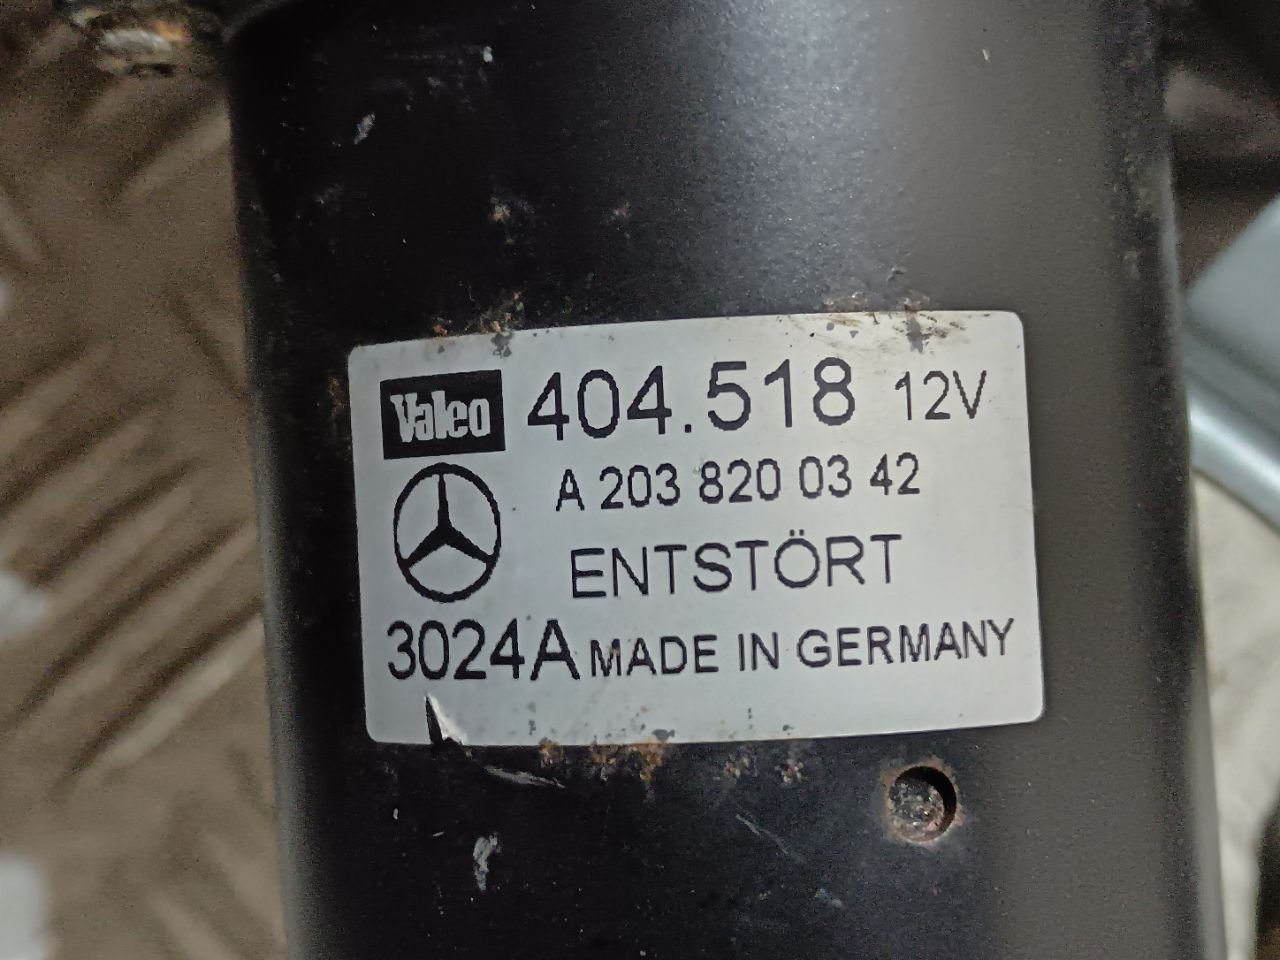 Valeo 404.518 12V
A 203 820 03 42
ENTSTÖRT
3024A MADE IN GERMANY